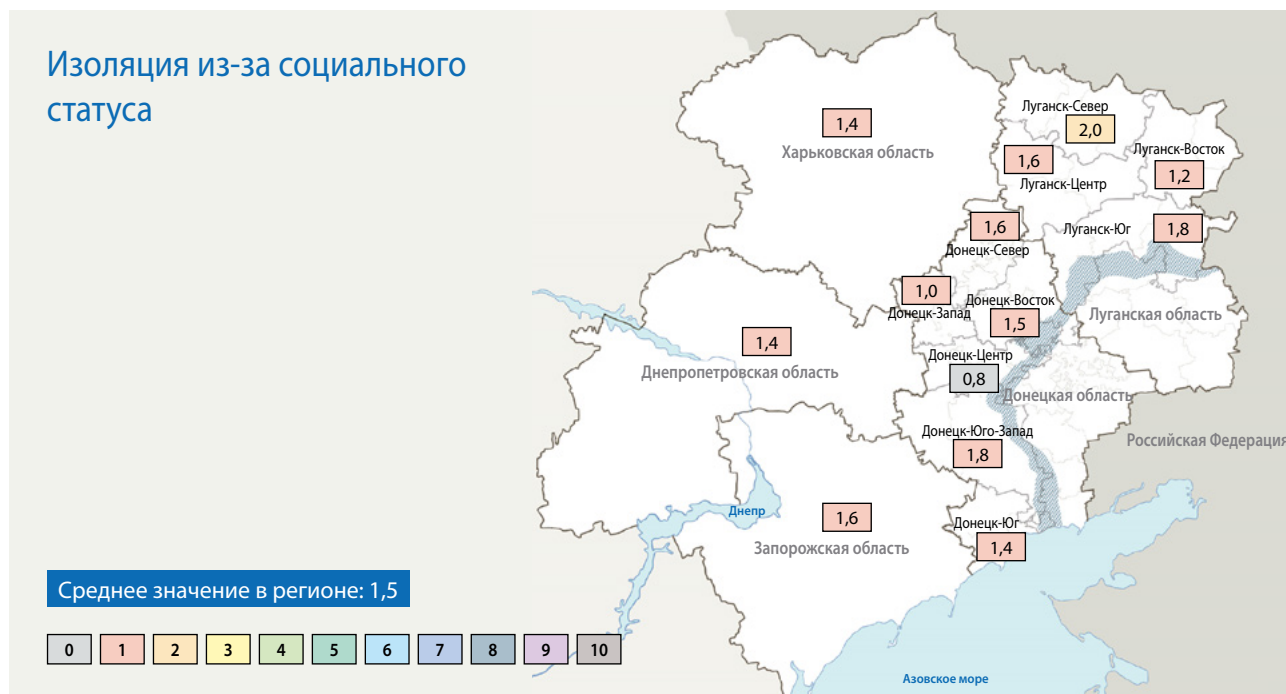 Изоляция из-за социального
статуса
Луганск-Север
2,0
1,4
Харьковская область
Луганск-Восток
1,6
1,2
Луганск-Центр
1,6
Луганск-Юг
1,8
Донецк-Север
1,0
Донецк-Запад
Донецк-Восток
1,5
Луганская область
1,4
Днепропетровская область
Донецк-Центр
0,8
Донецкая область
Донецк-Юго-Запад
1,8
Российская Федерация
Днепр
1,6
Запорожская область
Донецк-Юг
1,4
Среднее значение в регионе: 1,5
0 1 2 3 4 5 6 7 8 9 10
Азовское море